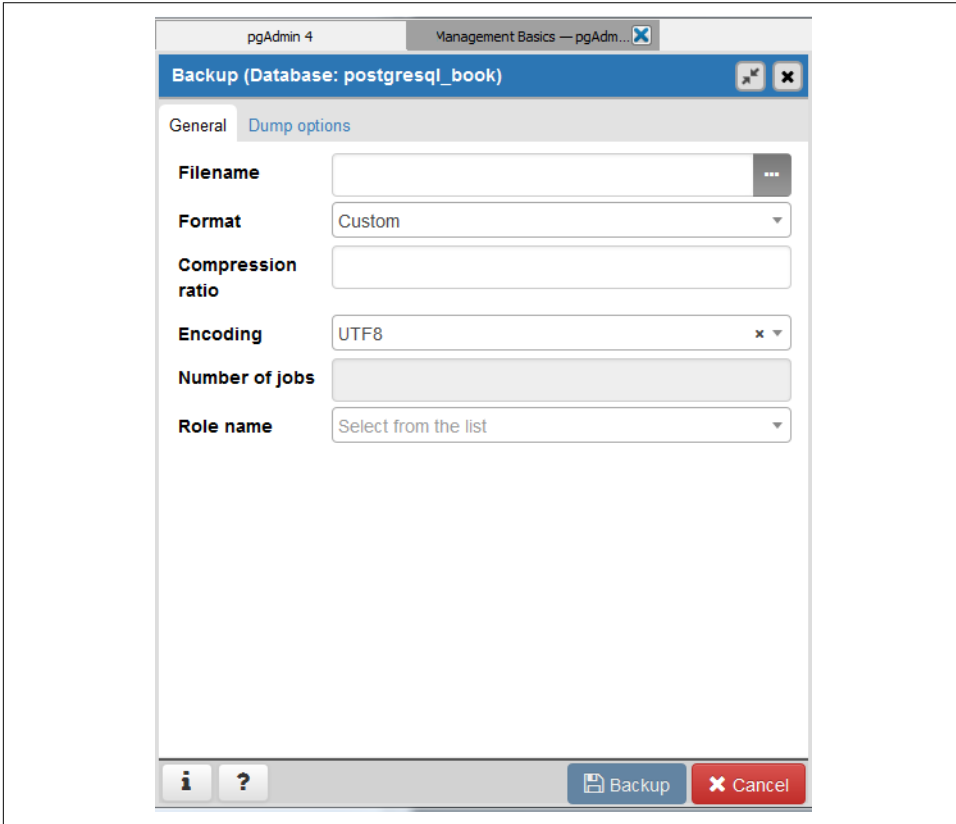 pgAdmin 4
Management Basics — pgAdm...
Backup (Database: postgresql_book)
General
Dump options
Filename
Format
Custom
Compression
ratio
Encoding
UTF8
Number of jobs
Role name
Select from the list
i
?
Backup
Cancel